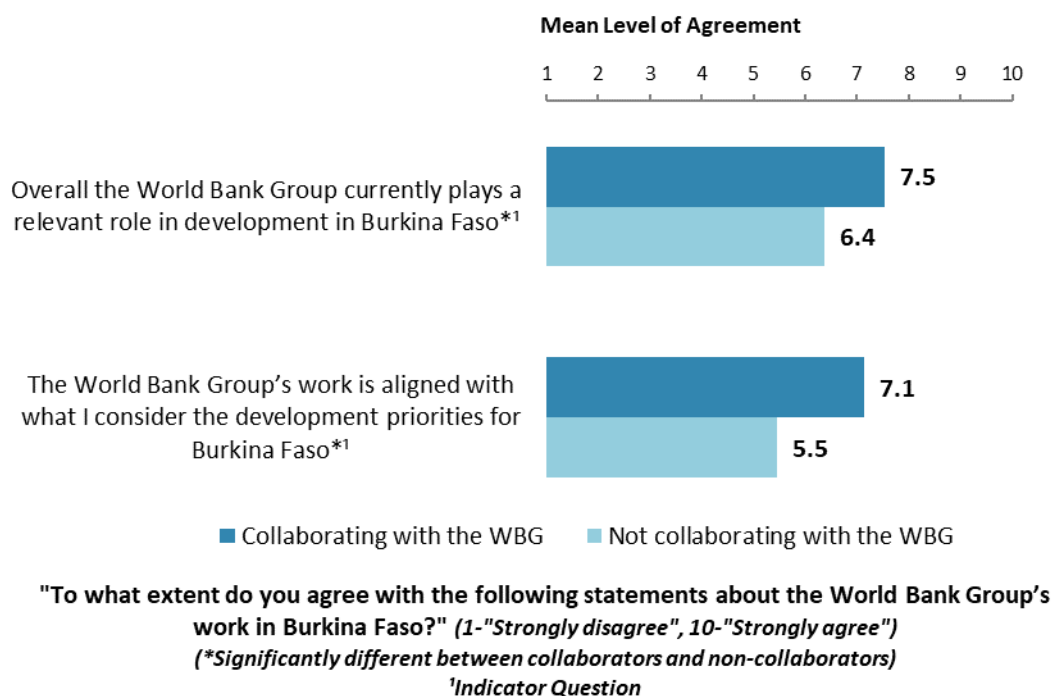 Mean Level of Agreement
1 2 3 4 5 6 7 8 9 10
Overall the World Bank Group currently plays a
relevant role in development in Burkina Faso*¹
7.5
6.4
The World Bank Group’s work is aligned with
what I consider the development priorities for
Burkina Faso*¹
7.1
5.5
Collaborating with the WBG Not collaborating with the WBG
"To what extent do you agree with the following statements about the World Bank Group’s
work in Burkina Faso?" (1-"Strongly disagree", 10-"Strongly agree")
(*Significantly different between collaborators and non-collaborators)
¹Indicator Question